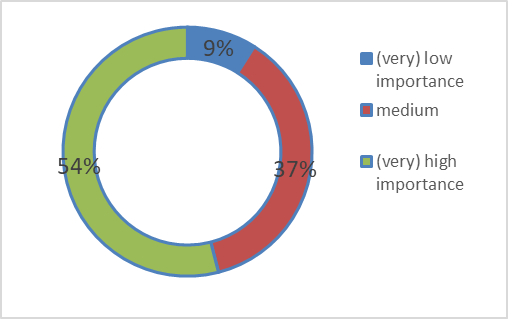 9%
54%
37%
(very) low
importance
medium
(very) high
importance